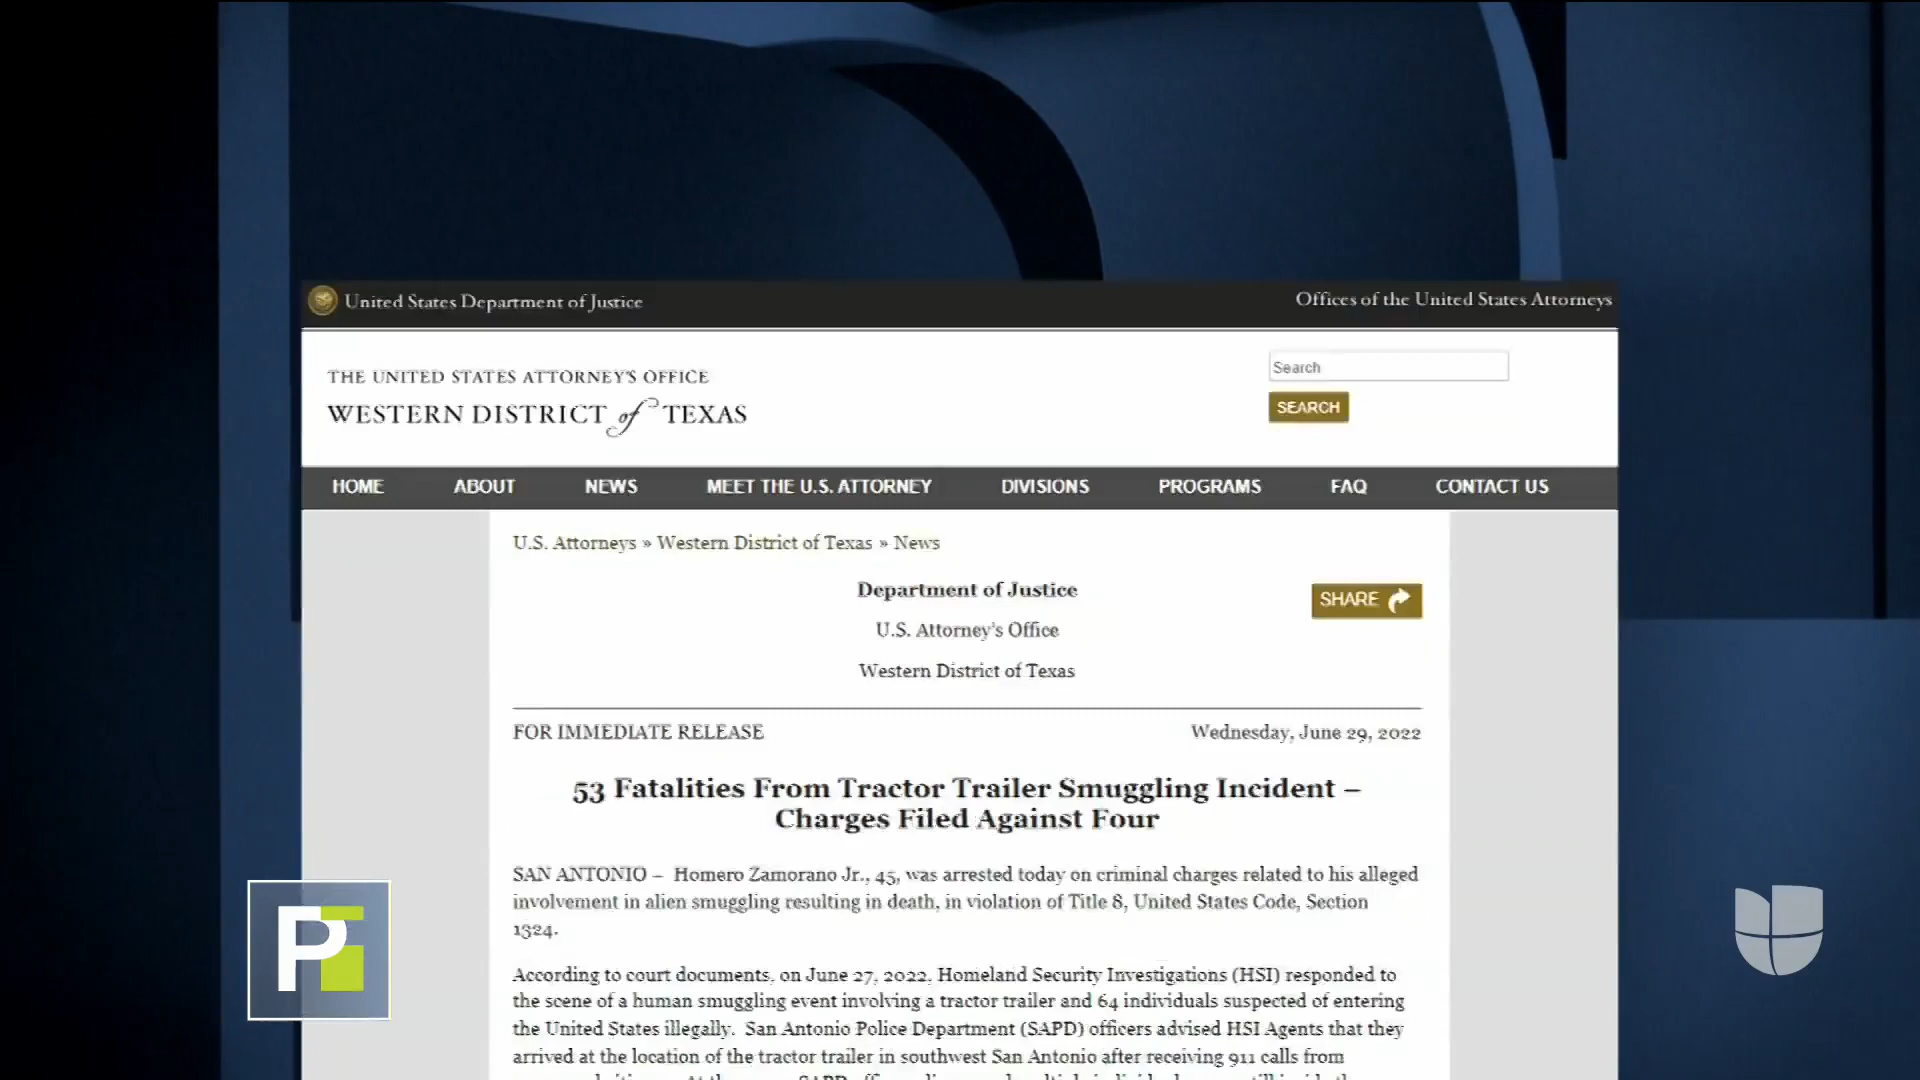 United States Department of Justice
Offices of the United States Attorneys
THE UNITED STATES ATTORNEY'S OFFICE
WESTERN DISTRICT of TEXAS
Search
SEARCH
HOME ABOUT NEWS MEET THE U.S. ATTORNEY DIVISIONS PROGRAMS FAQ CONTACT US
U.S. Attorneys » Western District of Texas » News
Department of Justice
SHARE
U.S. Attorney's Office
Western District of Texas
FOR IMMEDIATE RELEASE
Wednesday, June 29, 2022
53 Fatalities From Tractor Trailer Smuggling Incident –
Charges Filed Against Four
SAN ANTONIO – Homero Zamorano Jr., 45, was arrested today on criminal charges related to his alleged
involvement in alien smuggling resulting in death, in violation of Title 8, United States Code, Section
1324.
According to court documents, on June 27, 2022, Homeland Security Investigations (HSI) responded to
the scene of a human smuggling event involving a tractor trailer and 64 individuals suspected of entering
the United States illegally. San Antonio Police Department (SAPD) officers advised HSI Agents that they
arrived at the location of the tractor trailer in southwest San Antonio after receiving 911 calls from
PI